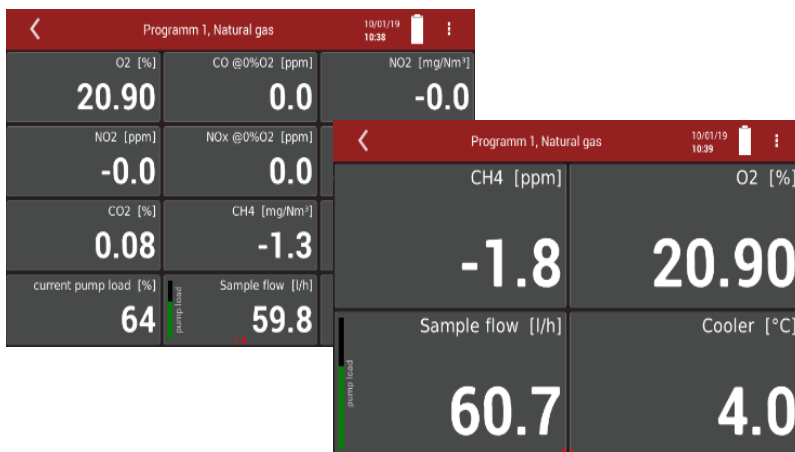 Programm 1, Natural gas 10/01/19
10:38
O2 [%] CO @0%O2 [ppm] NO2 [mg/Nm³]
20.90 0.0 -0.0
NO2 [ppm] NOx @0%O2 [ppm]
-0.0 0.0
CO2 [%] CH4 [mg/Nm³]
0.08 -1.3
current pump load [%] pump load Sample flow [l/h]
64 59.8
Programm 1, Natural gas 10/01/19
10:39
CH4 [ppm] O2 [%]
-1.8 20.90
Sample flow [l/h] Cooler [°C]
pump load 60.7 4.0